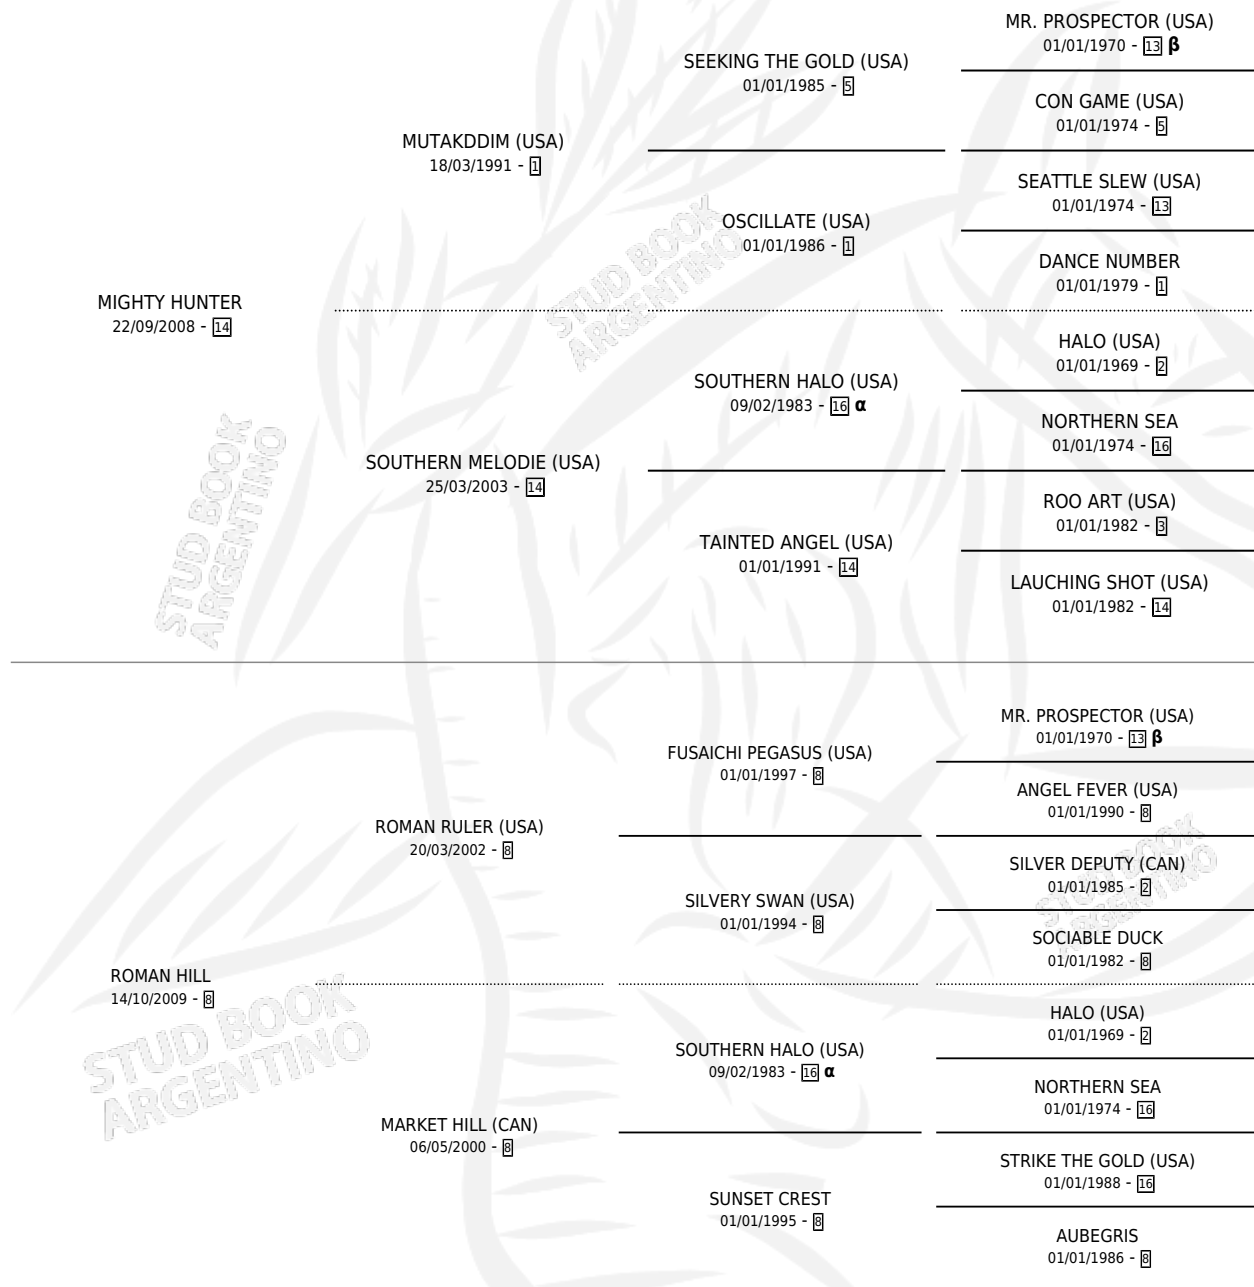 MR. PROSPECTOR (USA)
01/01/1970 - 13 β
SEEKING THE GOLD (USA)
01/01/1985 - 5
CON GAME (USA)
01/01/1974 - 5
MUTAKDDIM (USA)
18/03/1991 - 1
SEATTLE SLEW (USA)
01/01/1974 - 13
OSCILLATE (USA)
01/01/1986 - 1
DANCE NUMBER
01/01/1979 - 1
MIGHTY HUNTER
22/09/2008 - 14
HALO (USA)
01/01/1969 - 2
SOUTHERN HALO (USA)
09/02/1983 - 16 α
NORTHERN SEA
01/01/1974 - 16
SOUTHERN MELODIE (USA)
25/03/2003 - 14
ROO ART (USA)
01/01/1982 - 3
TAINTED ANGEL (USA)
01/01/1991 - 14
LAUCHING SHOT (USA)
01/01/1982 - 14
MR. PROSPECTOR (USA)
01/01/1970 - 13 β
FUSAICHI PEGASUS (USA)
01/01/1997 - 8
ANGEL FEVER (USA)
01/01/1990 - 8
ROMAN RULER (USA)
20/03/2002 - 8
SILVER DEPUTY (CAN)
01/01/1985 - 2
SILVERY SWAN (USA)
01/01/1994 - 8
SOCIABLE DUCK
01/01/1982 - 8
ROMAN HILL
14/10/2009 - 8
HALO (USA)
01/01/1969 - 2
SOUTHERN HALO (USA)
09/02/1983 - 16 α
NORTHERN SEA
01/01/1974 - 16
MARKET HILL (CAN)
06/05/2000 - 8
STRIKE THE GOLD (USA)
01/01/1988 - 16
SUNSET CREST
01/01/1995 - 8
AUBEGRIS
01/01/1986 - 8
STUD BOOK
ARGENTINO
STUD BOOK
ARGENTINO
STUD BOOK
ARGENTINO
STUD BOOK
ARGENTINO